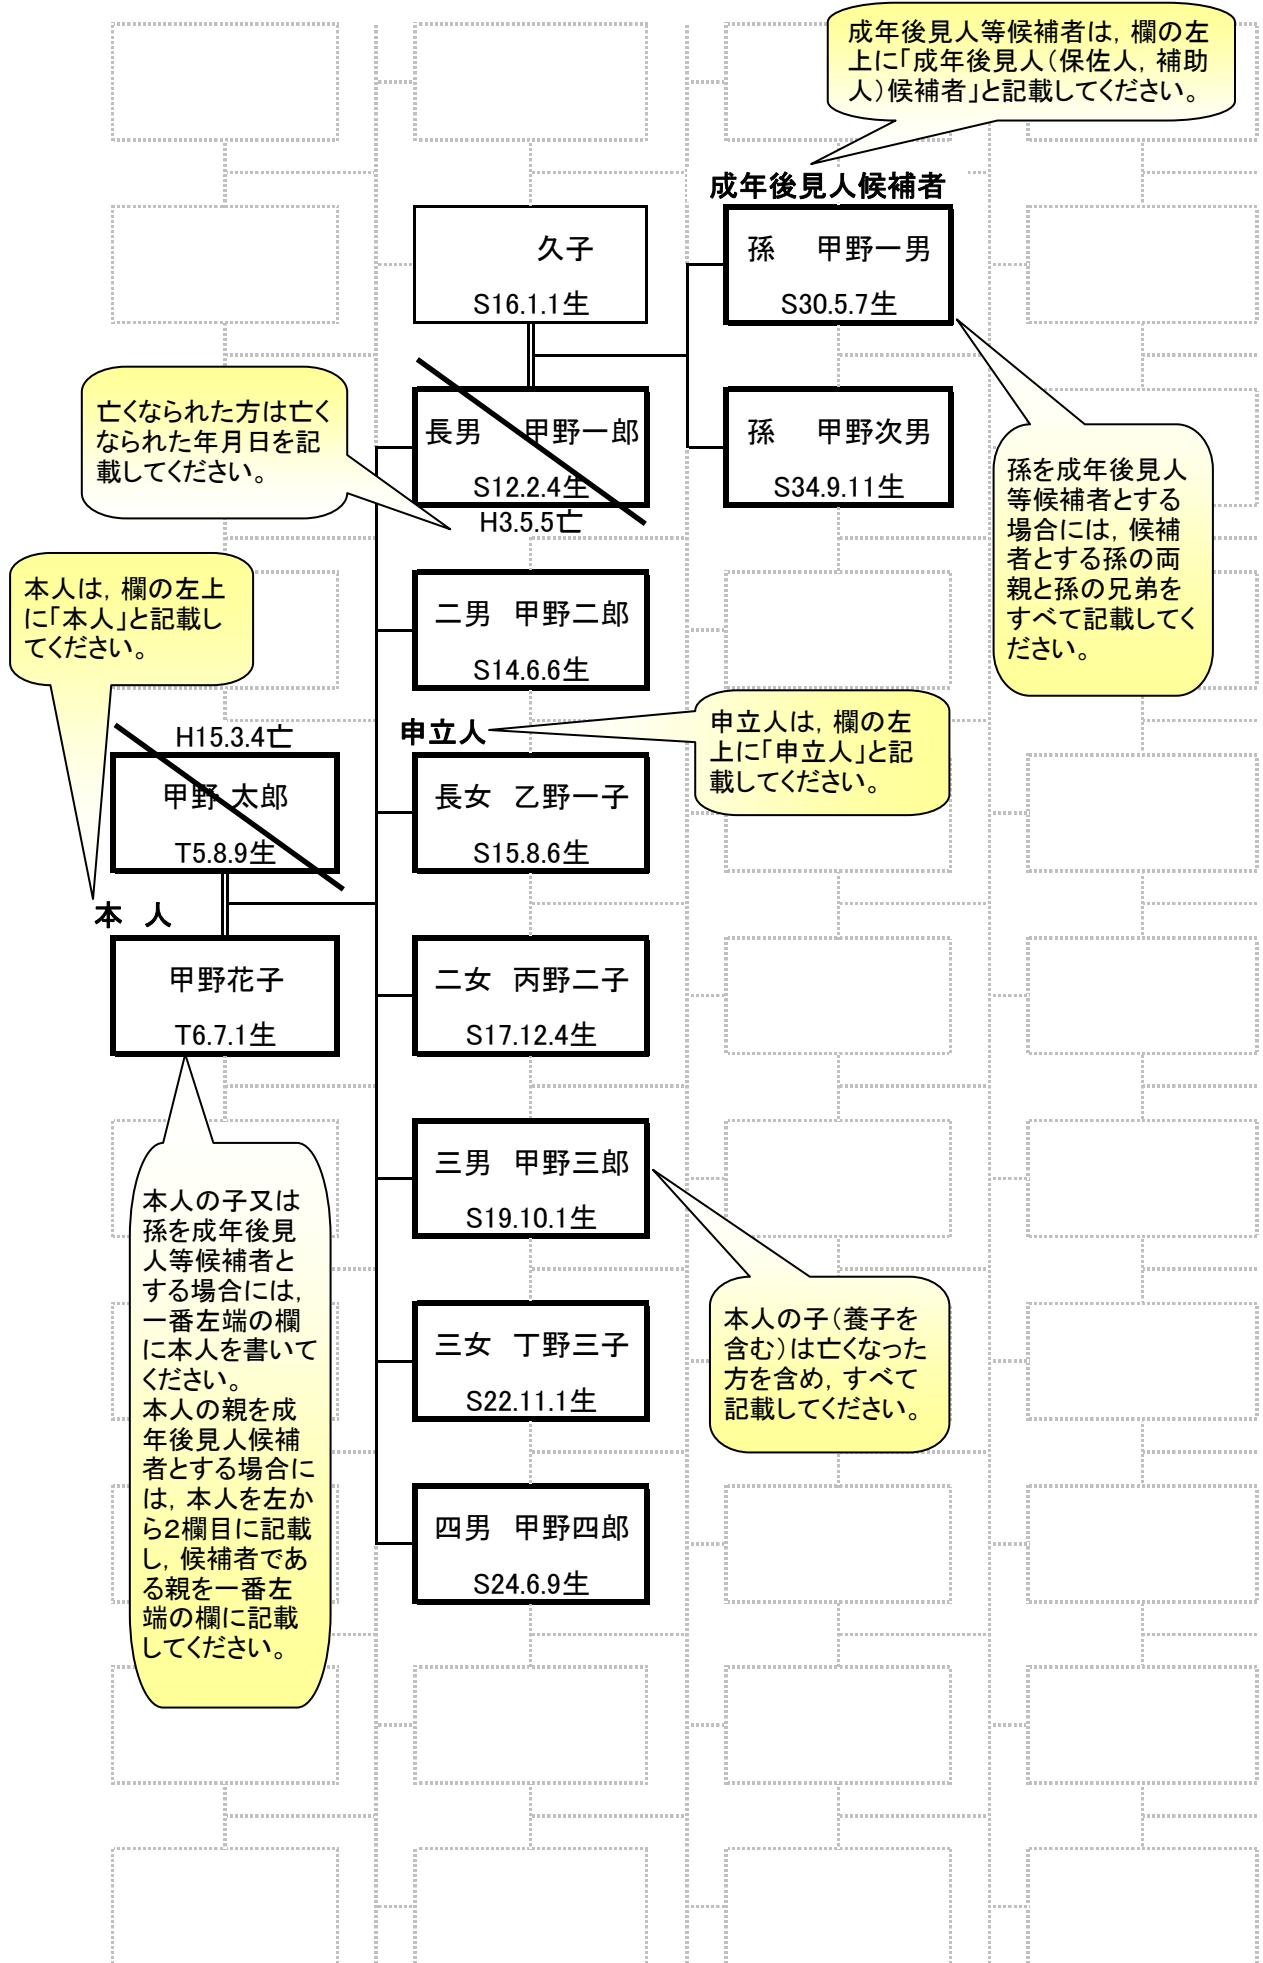 成年後見人等候補者は，欄の左
上に「成年後見人（保佐人，補助
人）候補者」と記載してください。
成年後見人候補者
久子
S16.1.1生
孫　甲野一男
S30.5.7生
亡くなられた方は亡く
なられた年月日を記
載してください。
長男　甲野一郎
S12.2.4生
H3.5.5亡
孫　甲野次男
S34.9.11生
孫を成年後見人
等候補者とする
場合には，候補
者とする孫の両
親と孫の兄弟を
すべて記載してく
ださい。
本人は，欄の左上
に「本人」と記載し
てください。
二男　甲野二郎
S14.6.6生
申立人
申立人は，欄の左
上に「申立人」と記
載してください。
H15.3.4亡
甲野 太郎
T5.8.9生
長女　乙野一子
S15.8.6生
本　人
甲野花子
T6.7.1生
二女　丙野二子
S17.12.4生
三男　甲野三郎
S19.10.1生
本人の子又は
孫を成年後見
人等候補者と
する場合には，
一番左端の欄
に本人を書いて
ください。
本人の親を成
年後見人候補
者とする場合に
は，本人を左か
ら２欄目に記載
し，候補者であ
る親を一番左
端の欄に記載
してください。
三女　丁野三子
S22.11.1生
本人の子（養子を
含む）は亡くなった
方を含め，すべて
記載してください。
四男　甲野四郎
S24.6.9生